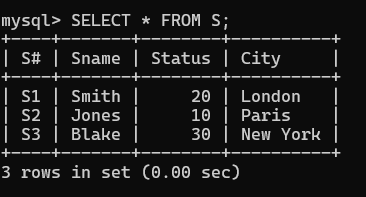 mysql> SELECT * FROM S;
+----+-------+--------+----------+
| S# | Sname | Status | City     |
+----+-------+--------+----------+
| S1 | Smith |     20 | London   |
| S2 | Jones |     10 | Paris    |
| S3 | Blake |     30 | New York |
+----+-------+--------+----------+
3 rows in set (0.00 sec)